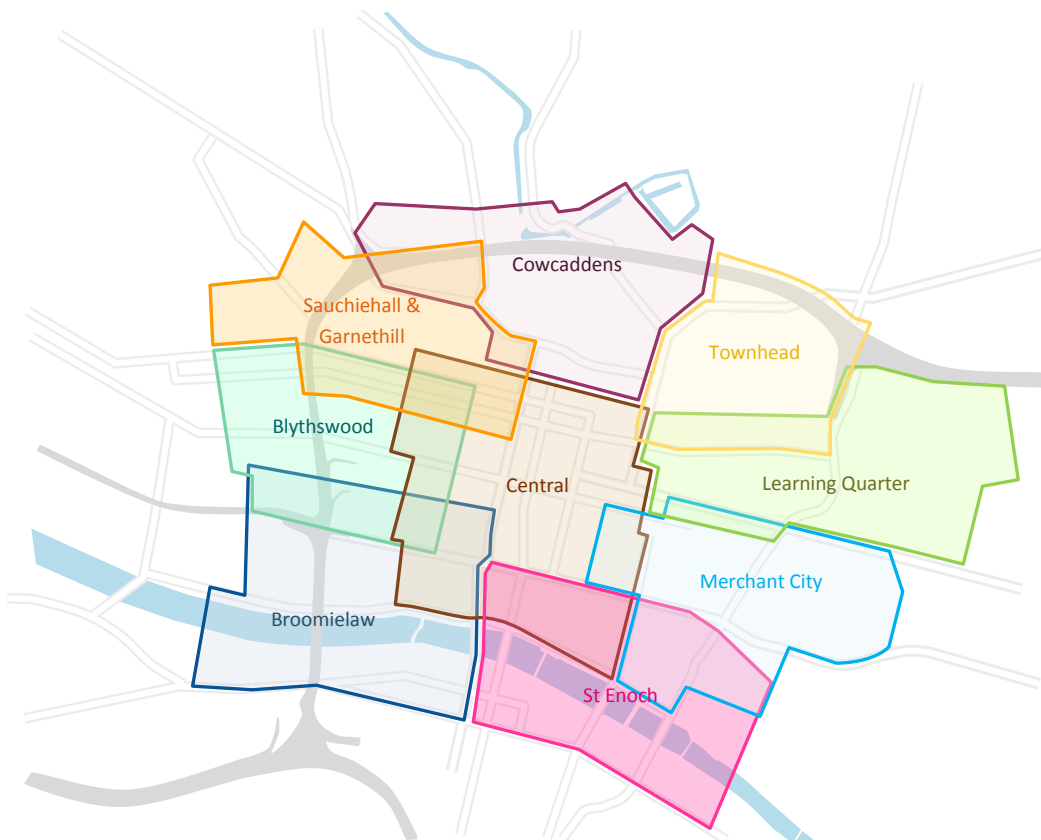 Cowcaddens
Sauchiehall &
Garnethill
Townhead
Blythswood
Central
Learning Quarter
Merchant City
Broomielaw
St Enoch